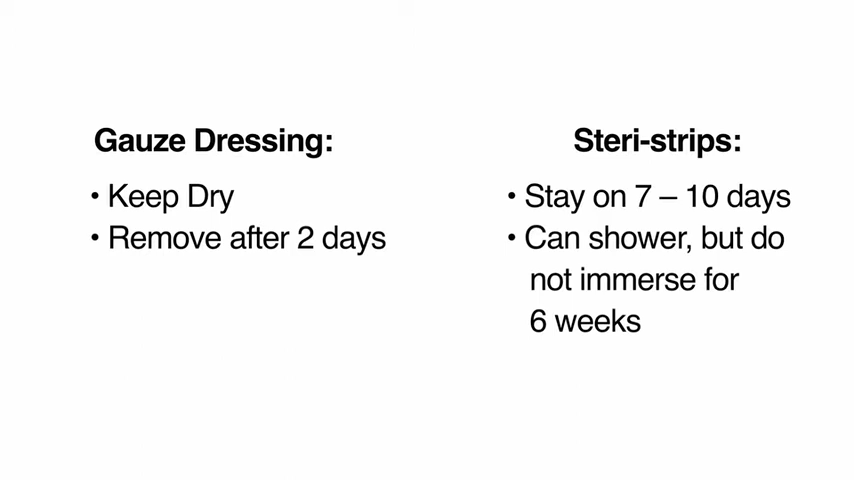 Gauze Dressing:
• Keep Dry
• Remove after 2 days
Steri-strips:
• Stay on 7 – 10 days
• Can shower, but do
not immerse for
6 weeks